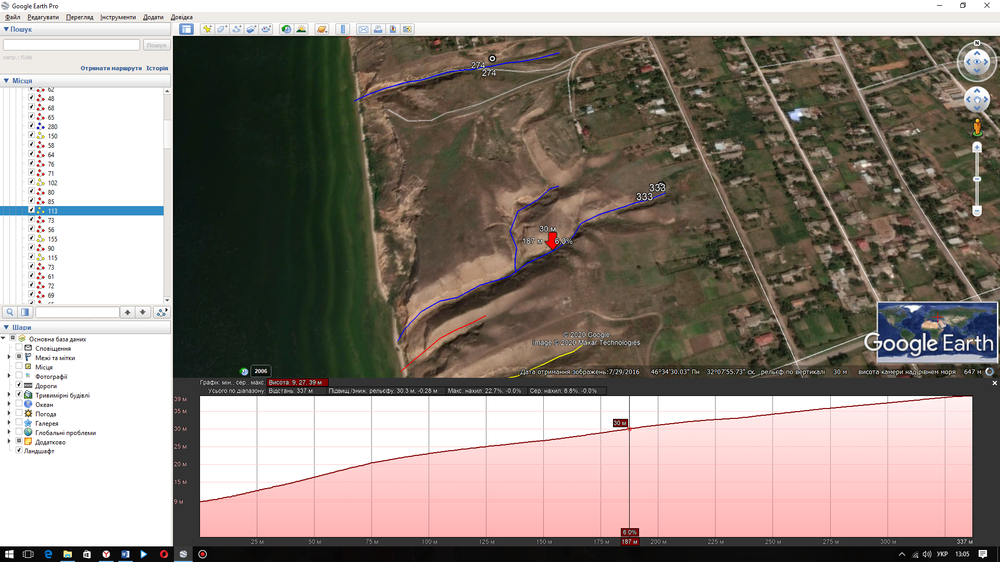 Google Earth Pro
Файл Редагувати Перегляд Інструменти Додати Довідка
Пошук
Пошук
напр.: Київ
Отримати маршрути Історія
Місця
62
48
68
65
280
150
58
64
76
71
102
80
85
113
73
56
155
90
115
73
61
72
69
65
Шари
Основна база даних
Сповіщення
Межі та мітки
Місця
Фотографії
Дороги
Тривимірні будівлі
Океан
Погода
Галерея
Глобальні проблеми
Додатково
Ландшафт
N
274
274
333
333
30 м
187 м 6.0%
© 2020 Google
Image © 2020 Maxar Technologies
Google Earth
2006
Дата отримання зображень:7/29/2016 46°34'30.03" Пн 32°07'55.73" сх. рельєф по вертикалі 30 м висота камери над рівнем моря 647 м
Графік: мін., сер., макс. Висота: 9, 27, 39 м
Усього по діапазону: Відстань: 337 м Підвищ./зниж. рельєфу: 30.3 м, -0.28 м Макс. нахил: 22.7%, -0.0% Сер. нахил: 8.8%, -0.0%
39 м
35 м
30 м
25 м
20 м
15 м
9 м
30 м
6.0%
25 м 50 м 75 м 100 м 125 м 150 м 175 м 187 м 200 м 225 м 250 м 275 м 300 м 337 м
УКР 13:05